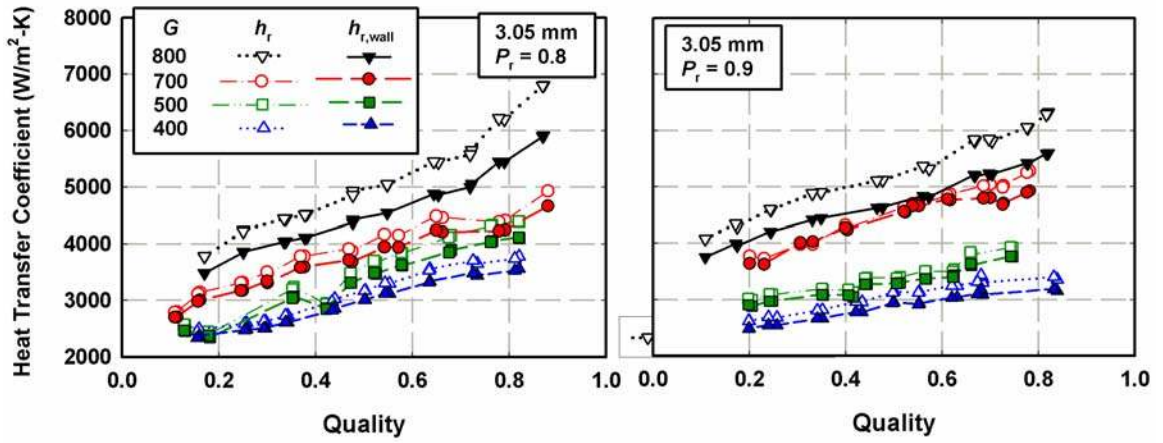 Heat Transfer Coefficient (W/m²-K)
8000
7000
6000
5000
4000
3000
2000
G hr hr,wall
800
700
500
400
3.05 mm
Pr = 0.8
0.0 0.2 0.4 0.6 0.8 1.0
Quality
3.05 mm
Pr = 0.9
0.0 0.2 0.4 0.6 0.8 1.0
Quality